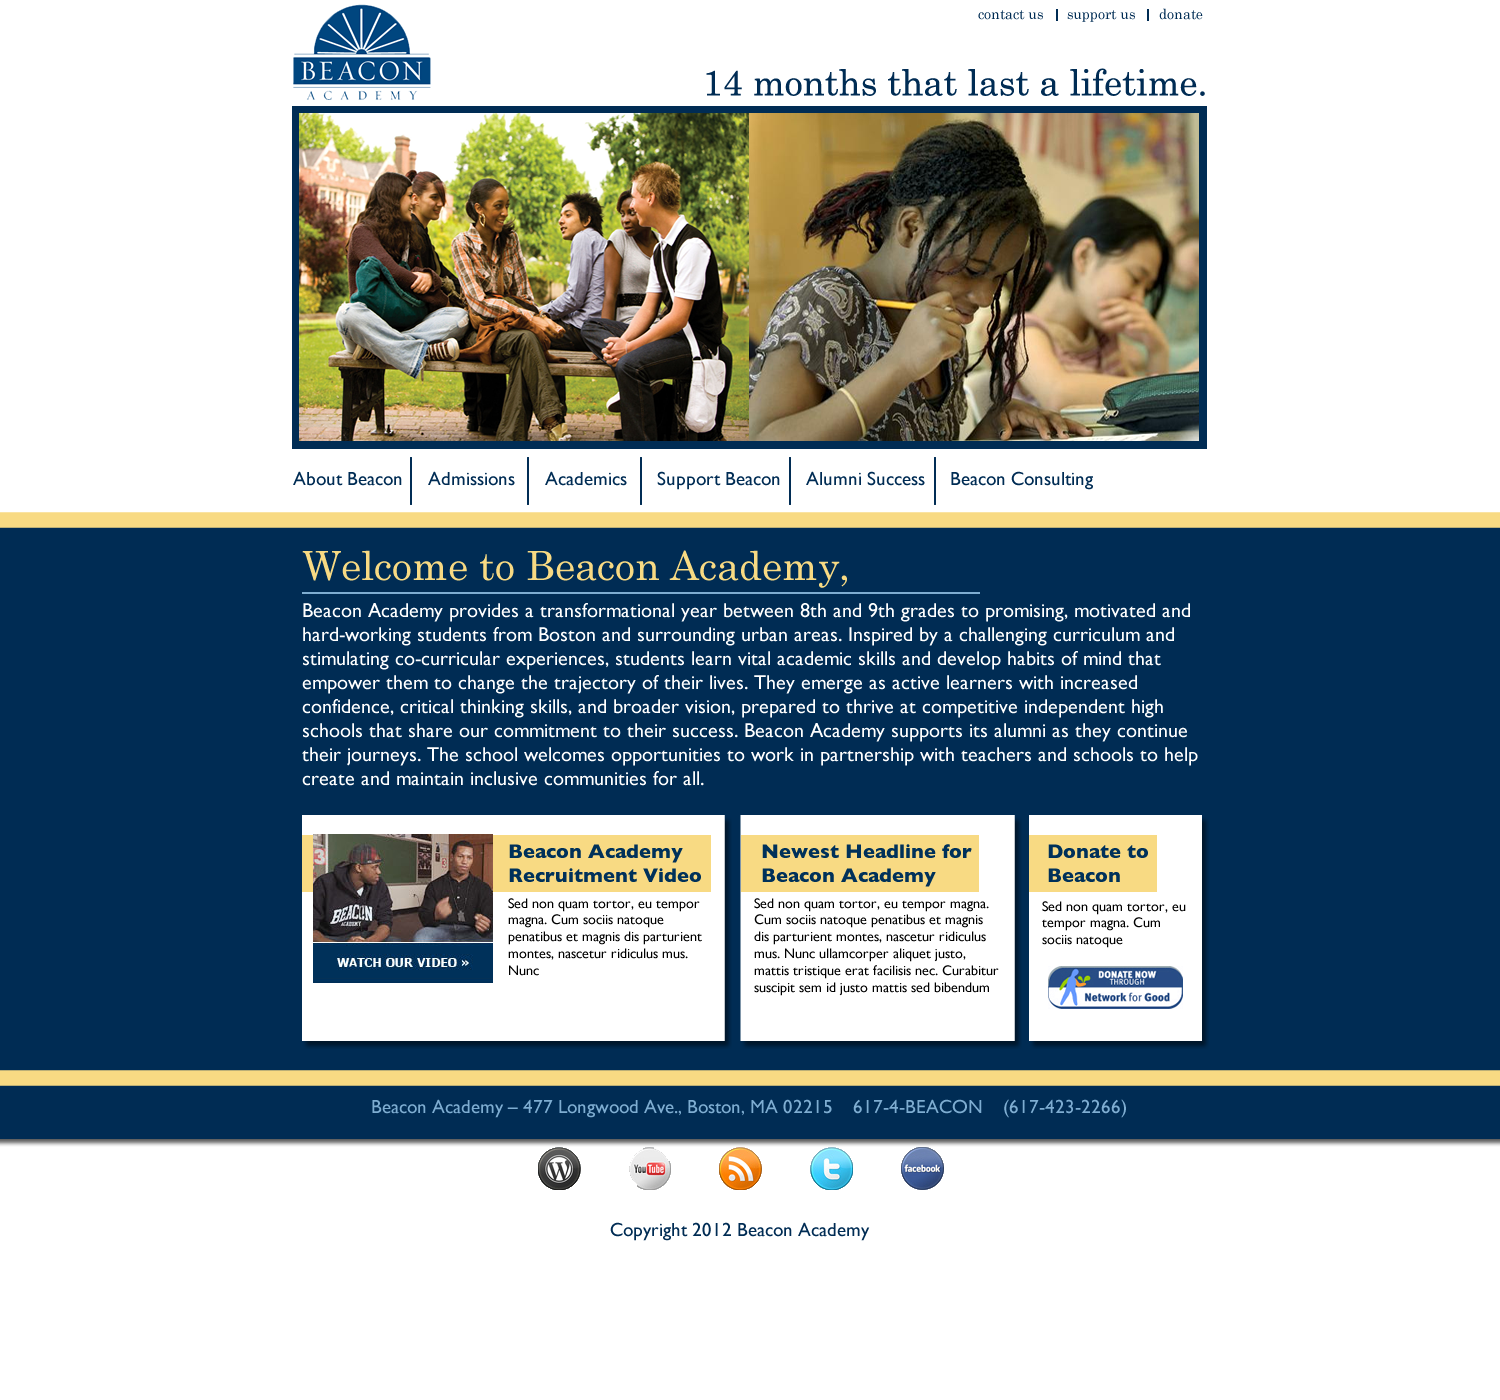 contact us | support us | donate
BEACON
ACADEMY
14 months that last a lifetime.
About Beacon
Admissions
Academics
Support Beacon
Alumni Success
Beacon Consulting
Welcome to Beacon Academy,
Beacon Academy provides a transformational year between 8th and 9th grades to promising, motivated and
hard-working students from Boston and surrounding urban areas. Inspired by a challenging curriculum and
stimulating co-curricular experiences, students learn vital academic skills and develop habits of mind that
empower them to change the trajectory of their lives. They emerge as active learners with increased
confidence, critical thinking skills, and broader vision, prepared to thrive at competitive independent high
schools that share our commitment to their success. Beacon Academy supports its alumni as they continue
their journeys. The school welcomes opportunities to work in partnership with teachers and schools to help
create and maintain inclusive communities for all.
3
BEACON
ACADEMY
WATCH OUR VIDEO »
Beacon Academy
Recruitment Video
Sed non quam tortor, eu tempor
magna. Cum sociis natoque
penatibus et magnis dis parturient
montes, nascetur ridiculus mus.
Nunc
Newest Headline for
Beacon Academy
Sed non quam tortor, eu tempor magna.
Cum sociis natoque penatibus et magnis
dis parturient montes, nascetur ridiculus
mus. Nunc ullamcorper aliquet justo,
mattis tristique erat facilisis nec. Curabitur
suscipit sem id justo mattis sed bibendum
Donate to
Beacon
Sed non quam tortor, eu
tempor magna. Cum
sociis natoque
DONATE NOW
THROUGH
Network for Good
Beacon Academy – 477 Longwood Ave., Boston, MA 02215 617-4-BEACON (617-423-2266)
You Tube
facebook
Copyright 2012 Beacon Academy